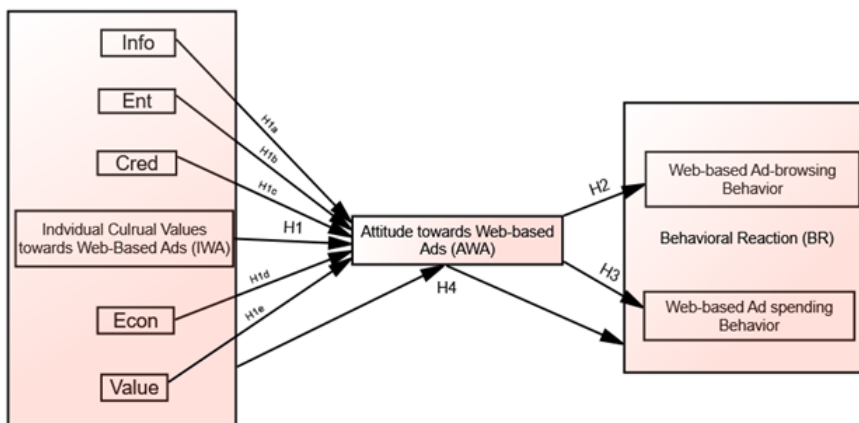 Info
H1a
Ent
H1b
Cred
H1c
Indvidual Culrual Values
towards Web-Based Ads (IWA)
H1
Econ
H1d
Value
H1e
Attitude towards Web-based
Ads (AWA)
H4
H2
H3
Web-based Ad-browsing
Behavior
Behavioral Reaction (BR)
Web-based Ad spending
Behavior